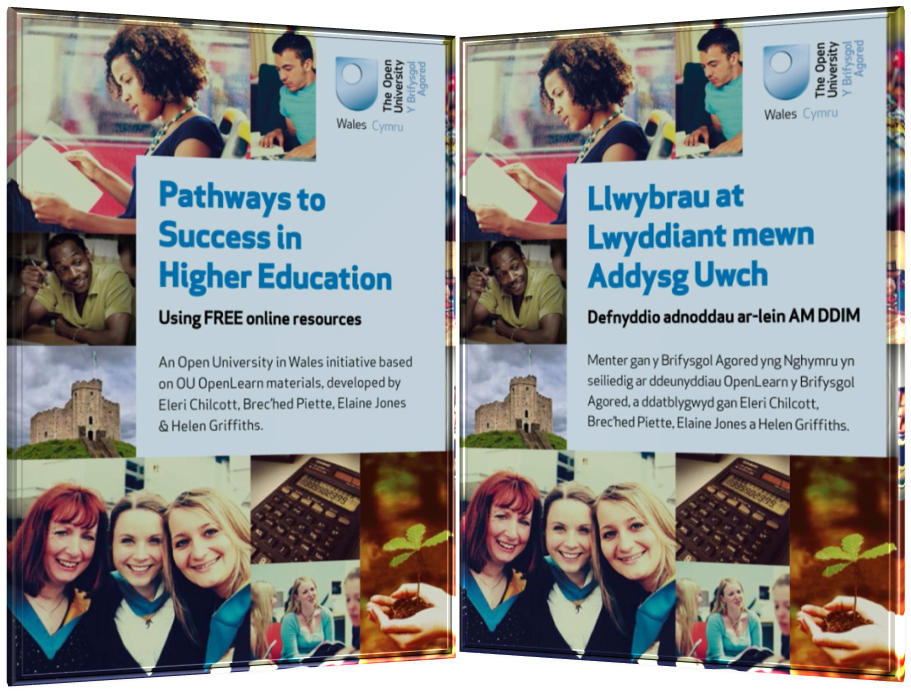 The Open
University
Y Brifysgol
Agored
Wales Cymru
Pathways to
Success in
Higher Education
Using FREE online resources
An Open University in Wales initiative based
on OU OpenLearn materials, developed by
Eleri Chilcott, Brec'hed Piette, Elaine Jones
& Helen Griffiths.
The Open
University
Y Brifysgol
Agored
Wales Cymru
Llwybrau at
Lwyddiant mewn
Addysg Uwch
Defnyddio adnoddau ar-lein AM DDIM
Menter gan y Brifysgol Agored yng Nghymru yn
seiliedig ar ddeunyddiau OpenLearn y Brifysgol
Agored, a ddatblygwyd gan Eleri Chilcott,
Brec'hed Piette, Elaine Jones a Helen Griffiths.